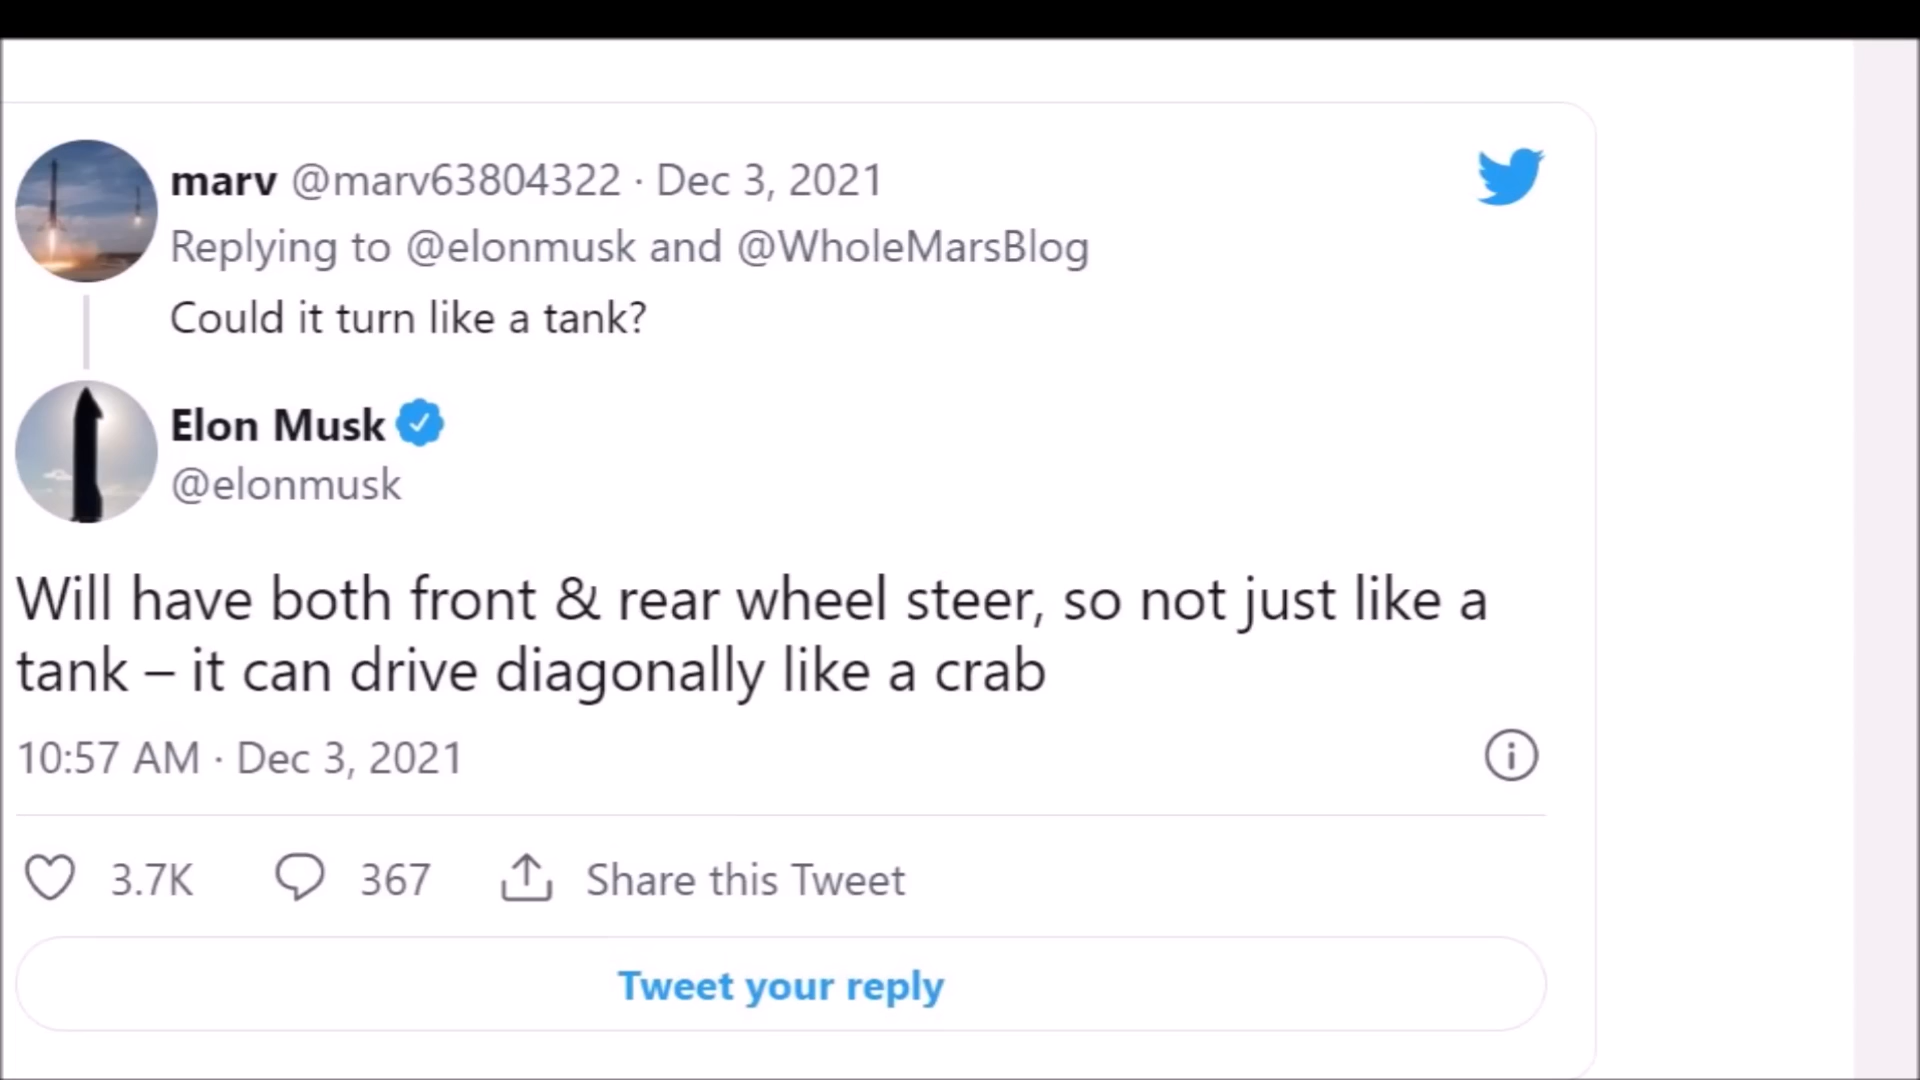 marv @marv63804322 · Dec 3, 2021
Replying to @elonmusk and @WholeMarsBlog
Could it turn like a tank?
Elon Musk
@elonmusk
Will have both front & rear wheel steer, so not just like a
tank – it can drive diagonally like a crab
10:57 AM · Dec 3, 2021
3.7K 367 Share this Tweet
Tweet your reply